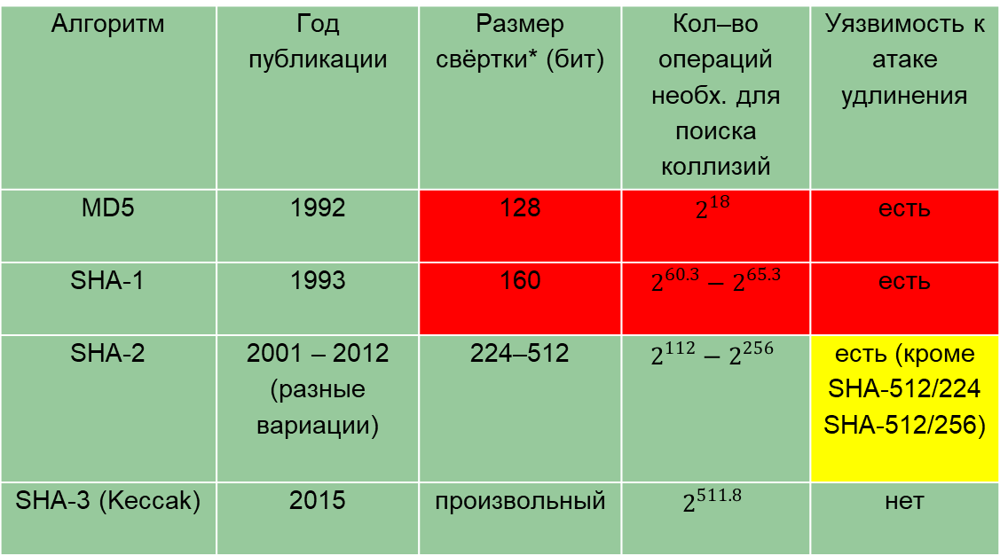 Алгоритм
Год
публикации
Размер
свёртки* (бит)
Кол–во
операций
необх. для
поиска
коллизий
Уязвимость к
атаке
удлинения
MD5
1992
128
2^18
есть
SHA-1
1993
160
2^60.3 – 2^65.3
есть
SHA-2
2001 – 2012
(разные
вариации)
224–512
2^112 – 2^256
есть (кроме
SHA-512/224
SHA-512/256)
SHA-3 (Keccak)
2015
произвольный
2^511.8
нет